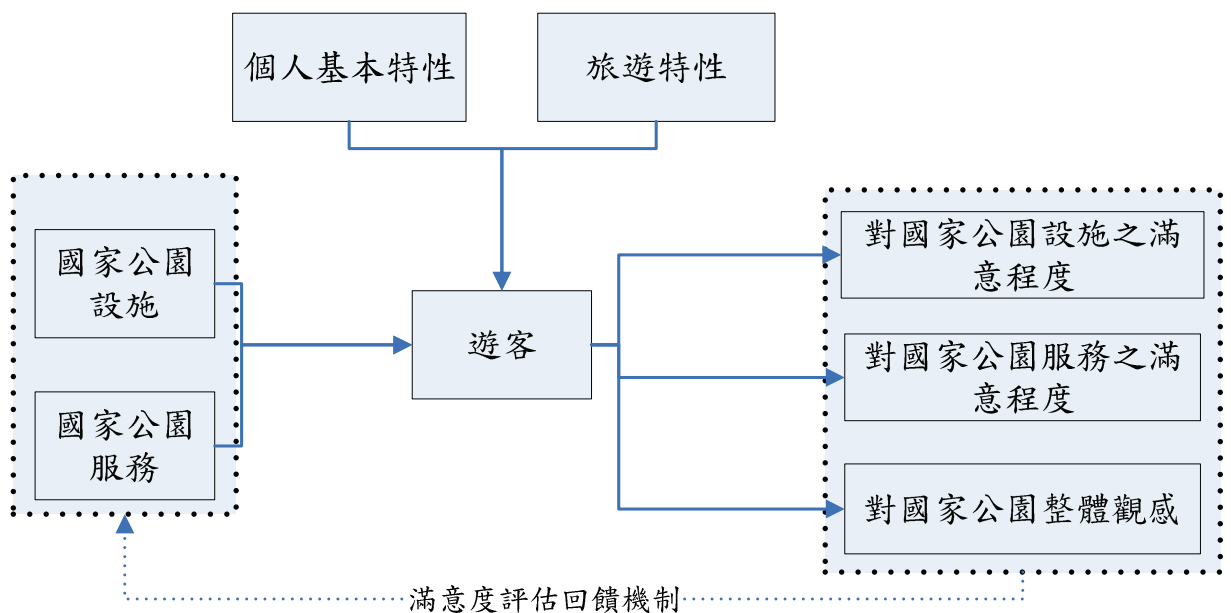 個人基本特性
旅遊特性
國家公園
設施
國家公園
服務
遊客
對國家公園設施之滿
意程度
對國家公園服務之滿
意程度
對國家公園整體觀感
滿意度評估回饋機制